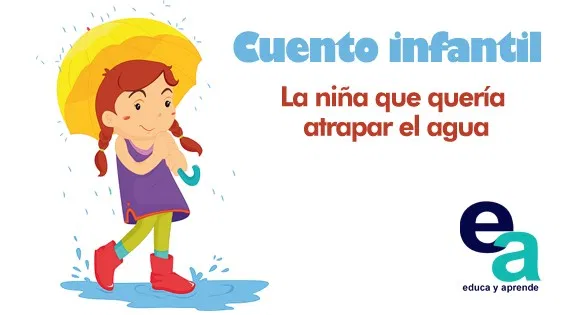 Cuento infantil
La niña que quería
atrapar el agua
ea
educa y aprende